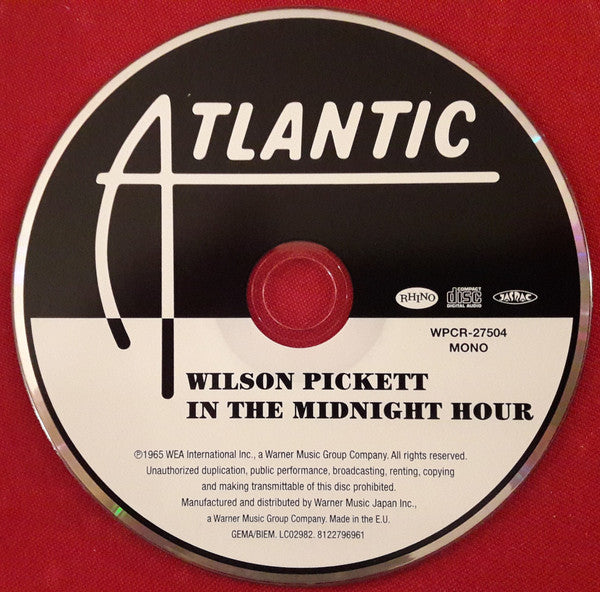 ATLANTIC
RHINO
COMPACT
disc
DIGITAL AUDIO
JASRAC
WPCR-27504
MONO
WILSON PICKETT
IN THE MIDNIGHT HOUR
℗1965 WEA International Inc., a Warner Music Group Company. All rights reserved.
Unauthorized duplication, public performance, broadcasting, renting, copying
and making transmittable of this disc prohibited.
Manufactured and distributed by Warner Music Japan Inc.,
a Warner Music Group Company. Made in the E.U.
GEMA/BIEM. LC02982. 8122796961